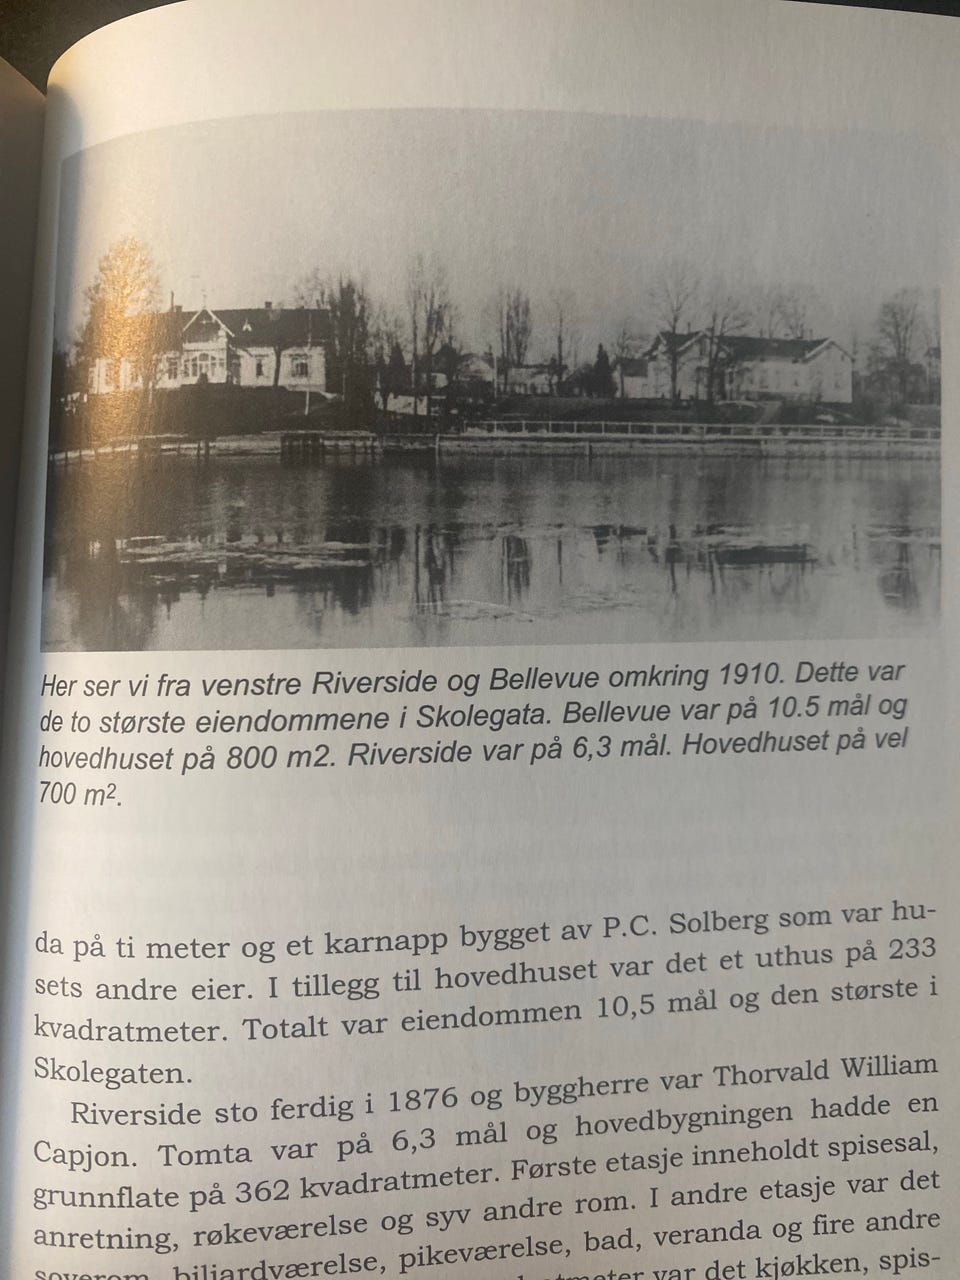 Her ser vi fra venstre Riverside og Bellevue omkring 1910. Dette var
de to største eiendommene i Skolegata. Bellevue var på 10.5 mål og
hovedhuset på 800 m2. Riverside var på 6,3 mål. Hovedhuset på vel
700 m².
da på ti meter og et karnapp bygget av P.C. Solberg som var hu-
sets andre eier. I tillegg til hovedhuset var det et uthus på 233
kvadratmeter. Totalt var eiendommen 10,5 mål og den største i
Skolegaten.
Riverside sto ferdig i 1876 og byggherre var Thorvald William
Capjon. Tomta var på 6,3 mål og hovedbygningen hadde en
grunnflate på 362 kvadratmeter. Første etasje inneholdt spisesal,
anretning, røkeværelse og syv andre rom. I andre etasje var det
soverom, biljardværelse, pikeværelse, bad, veranda og fire andre
var det kjøkken, spis-